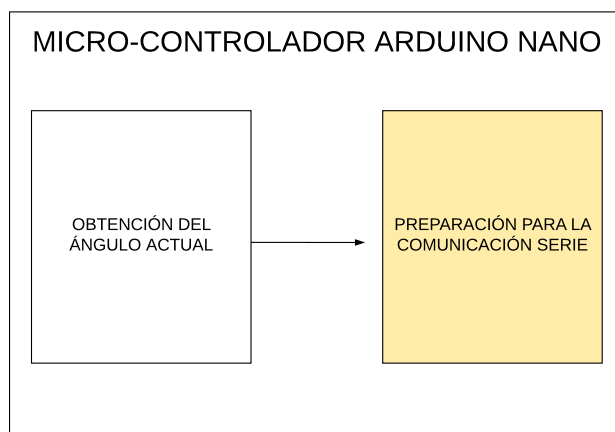 MICRO-CONTROLADOR ARDUINO NANO
OBTENCIÓN DEL
ÁNGULO ACTUAL
PREPARACIÓN PARA LA
COMUNICACIÓN SERIE